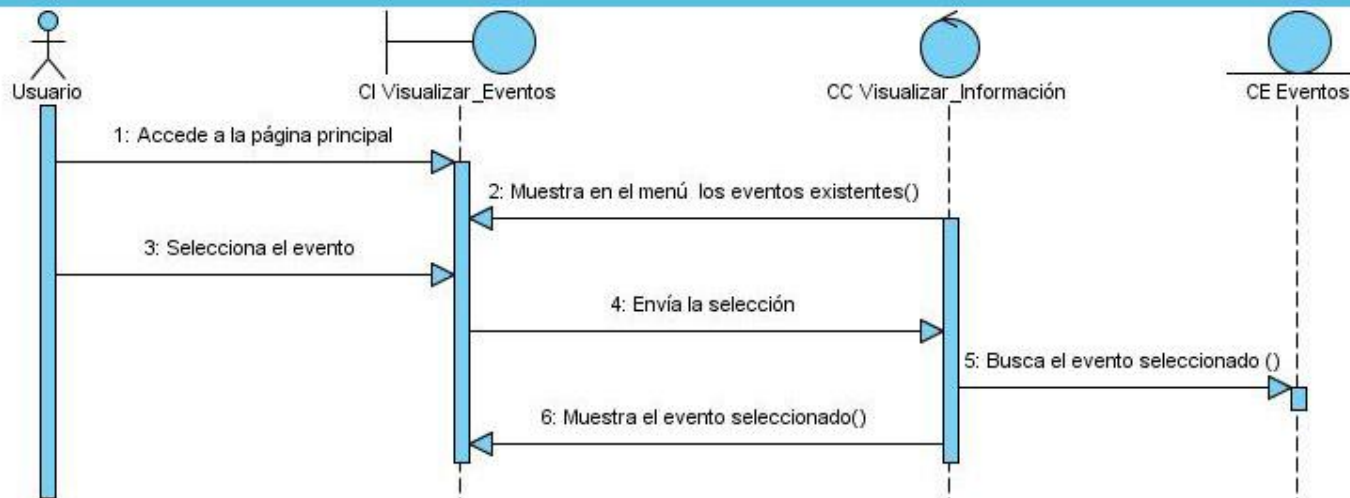 Usuario
CI Visualizar_Eventos
CC Visualizar_Información
CE Eventos
1: Accede a la página principal
2: Muestra en el menú  los eventos existentes()
3: Selecciona el evento
4: Envía la selección
5: Busca el evento seleccionado ()
6: Muestra el evento seleccionado()